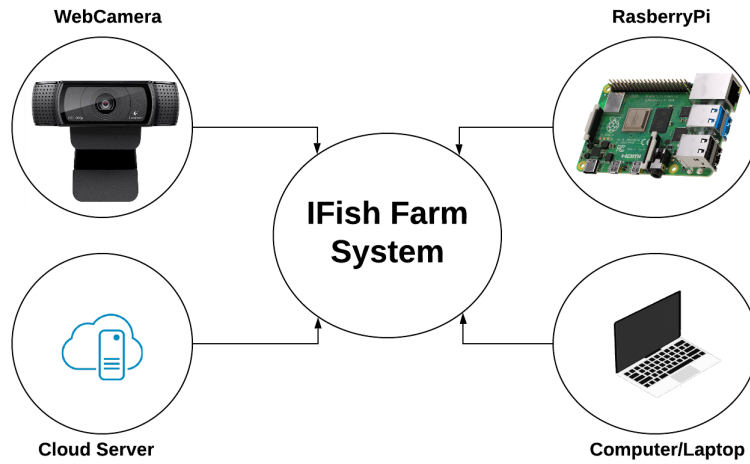 WebCamera
RasberryPi
IFish Farm
System
Cloud Server
Computer/Laptop